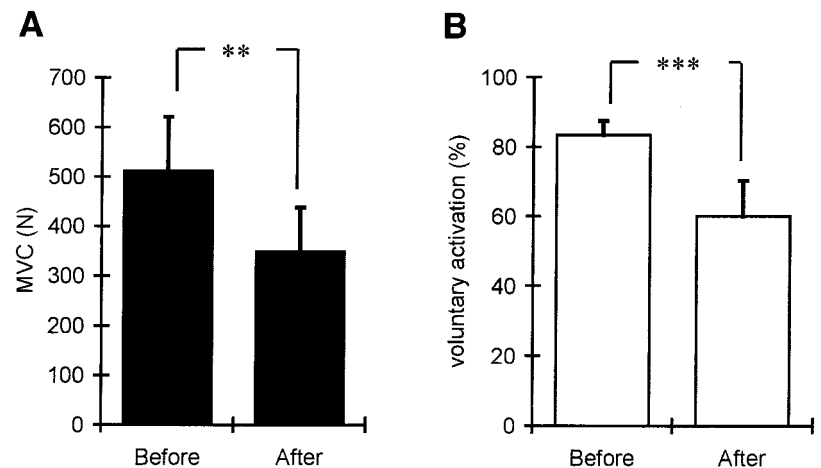 A
**
700
600
500
400
300
200
100
0
MVC (N)
Before After
B
***
100
80
60
40
20
0
voluntary activation (%)
Before After